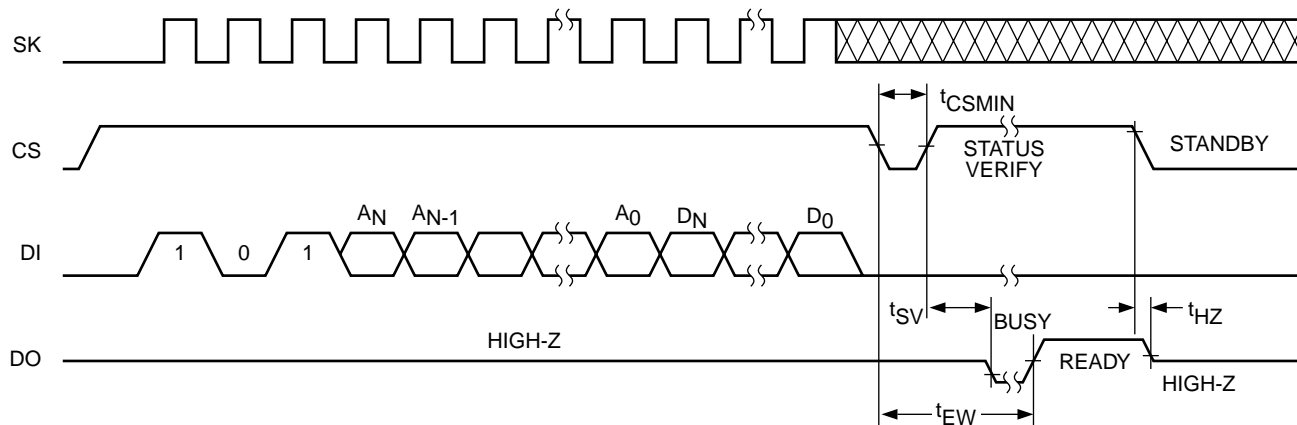 SK
tCSMIN
CS
STATUS
VERIFY
STANDBY
AN
AN-1
A0
DN
D0
DI
1
0
1
tSV
BUSY
tHZ
HIGH-Z
DO
READY
HIGH-Z
tEW